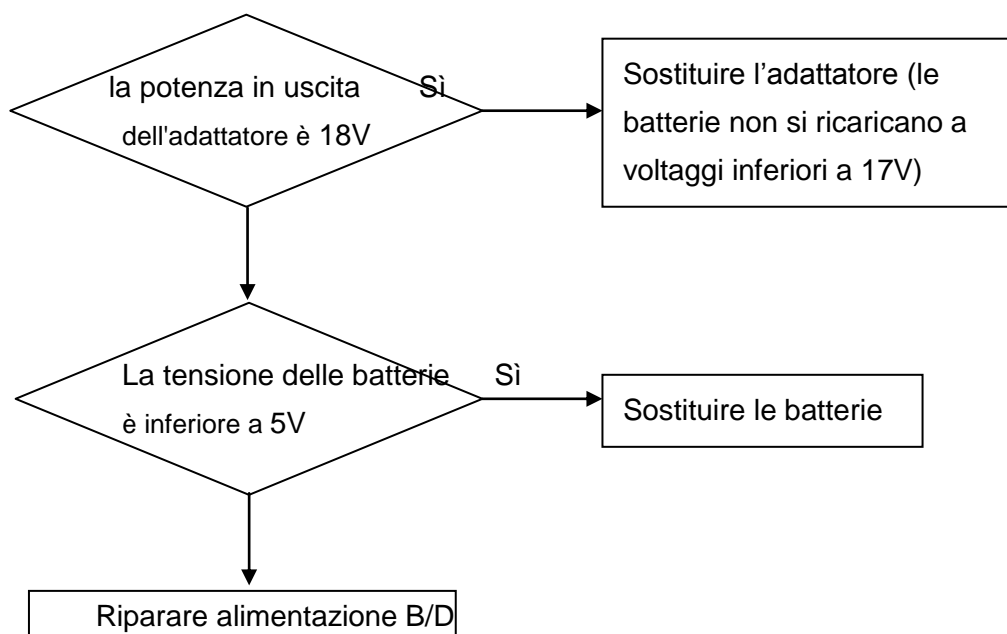 la potenza in uscita
dell'adattatore è 18V
Sì
Sostituire l’adattatore (le
batterie non si ricaricano a
voltaggi inferiori a 17V)
La tensione delle batterie
è inferiore a 5V
Sì
Sostituire le batterie
Riparare alimentazione B/D